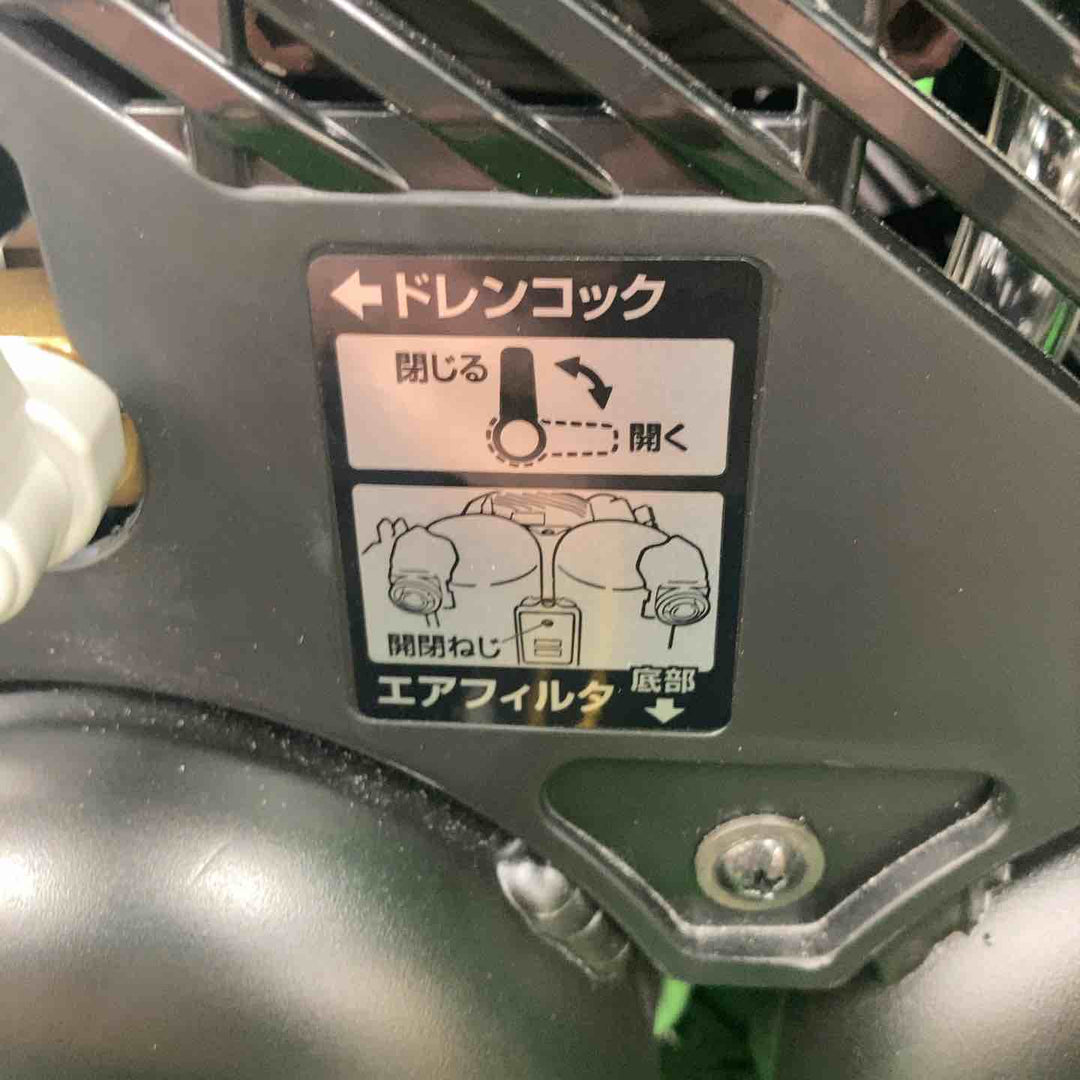 ←ドレンコック
閉じる
開く
開閉ねじ
エアフィルタ 底部